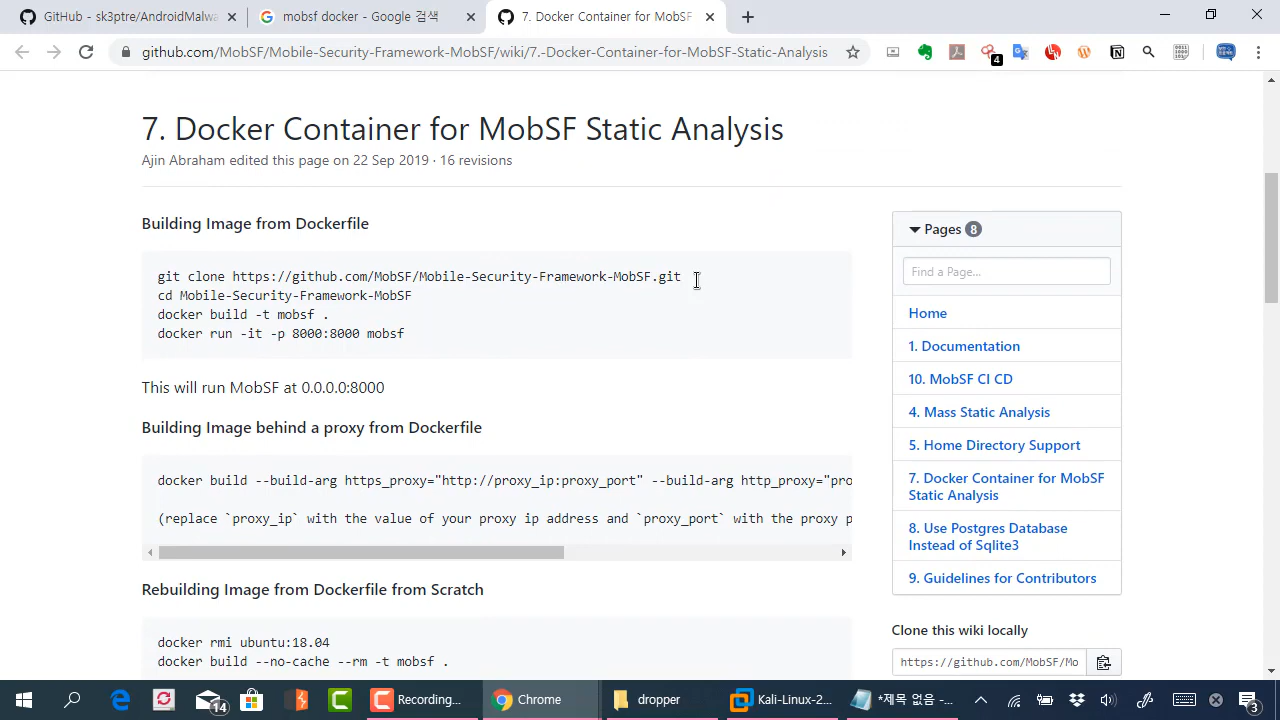 GitHub - sk3ptre/AndroidMalwa
mobsf docker - Google 검색
7. Docker Container for MobSF
github.com/MobSF/Mobile-Security-Framework-MobSF/wiki/7.-Docker-Container-for-MobSF-Static-Analysis
4
7. Docker Container for MobSF Static Analysis
Ajin Abraham edited this page on 22 Sep 2019 · 16 revisions
Building Image from Dockerfile
git clone https://github.com/MobSF/Mobile-Security-Framework-MobSF.git
cd Mobile-Security-Framework-MobSF
docker build -t mobsf .
docker run -it -p 8000:8000 mobsf
This will run MobSF at 0.0.0.0:8000
Building Image behind a proxy from Dockerfile
docker build --build-arg https_proxy="http://proxy_ip:proxy_port" --build-arg http_proxy="pro
(replace `proxy_ip` with the value of your proxy ip address and `proxy_port` with the proxy p
Rebuilding Image from Dockerfile from Scratch
docker rmi ubuntu:18.04
docker build --no-cache --rm -t mobsf .
Pages 8
Find a Page...
Home
1. Documentation
10. MobSF CI CD
4. Mass Static Analysis
5. Home Directory Support
7. Docker Container for MobSF
Static Analysis
8. Use Postgres Database
Instead of Sqlite3
9. Guidelines for Contributors
Clone this wiki locally
https://github.com/MobSF/Mo
14
Recording...
Chrome
dropper
Kali-Linux-2...
*제목 없음 -...
3